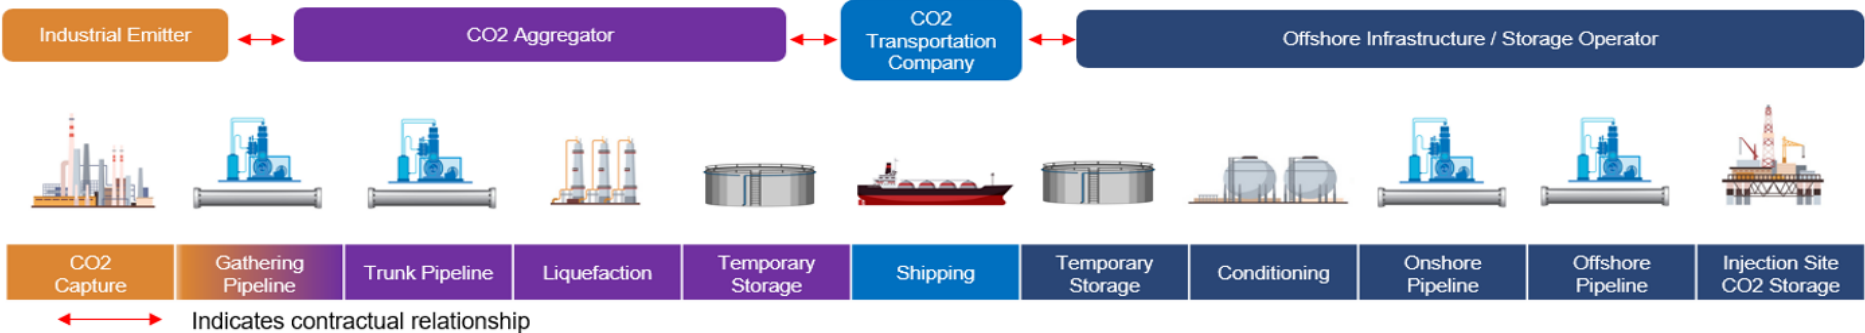 Industrial Emitter
CO2 Aggregator
CO2
Transportation
Company
Offshore Infrastructure / Storage Operator
CO2
Capture
Gathering
Pipeline
Trunk Pipeline
Liquefaction
Temporary
Storage
Shipping
Temporary
Storage
Conditioning
Onshore
Pipeline
Offshore
Pipeline
Injection Site
CO2 Storage
Indicates contractual relationship